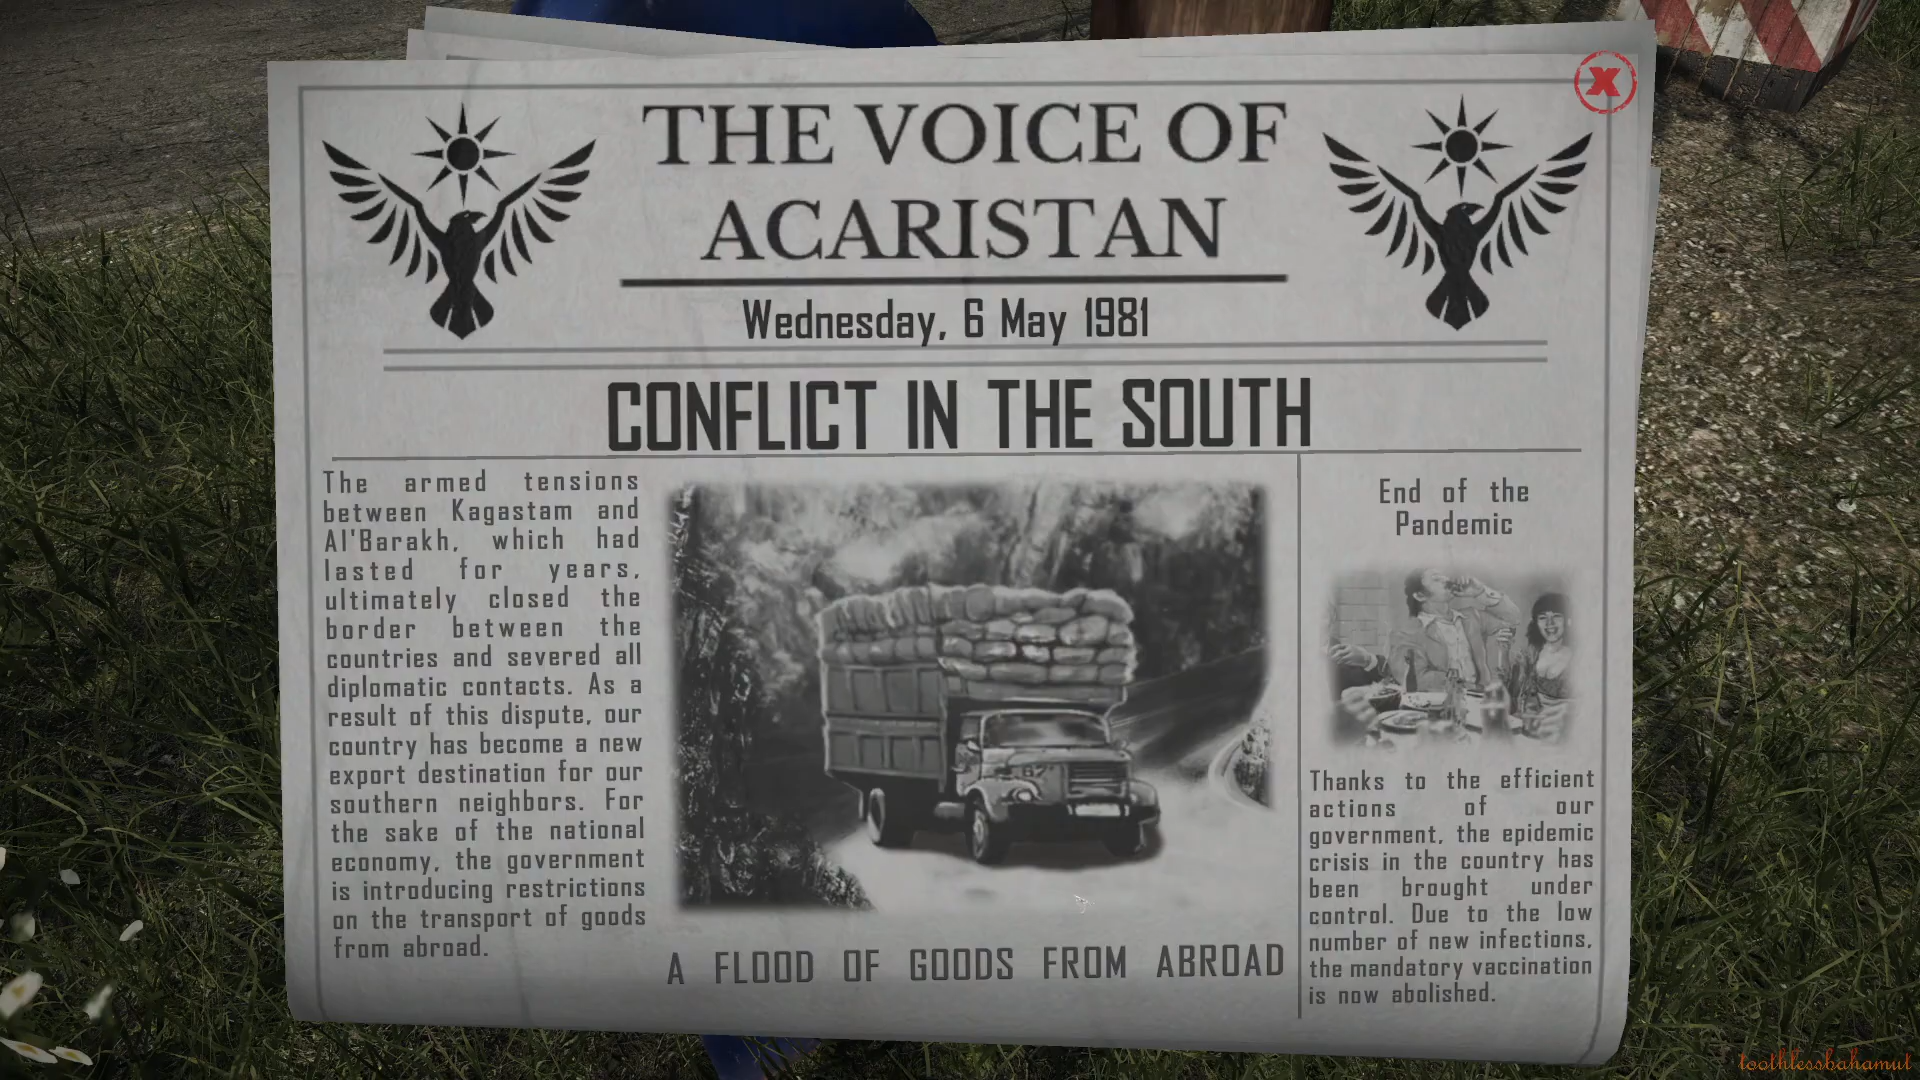 THE VOICE OF
ACARISTAN
Wednesday, 6 May 1981
CONFLICT IN THE SOUTH
The armed tensions
between Kagastam and
Al'Barakh, which had
lasted for years,
ultimately closed the
border between the
countries and severed all
diplomatic contacts. As a
result of this dispute, our
country has become a new
export destination for our
southern neighbors. For
the sake of the national
economy, the government
is introducing restrictions
on the transport of goods
from abroad.
A FLOOD OF GOODS FROM ABROAD
End of the
Pandemic
Thanks to the efficient
actions of our
government, the epidemic
crisis in the country has
been brought under
control. Due to the low
number of new infections,
the mandatory vaccination
is now abolished.
X
toothlessbahamut